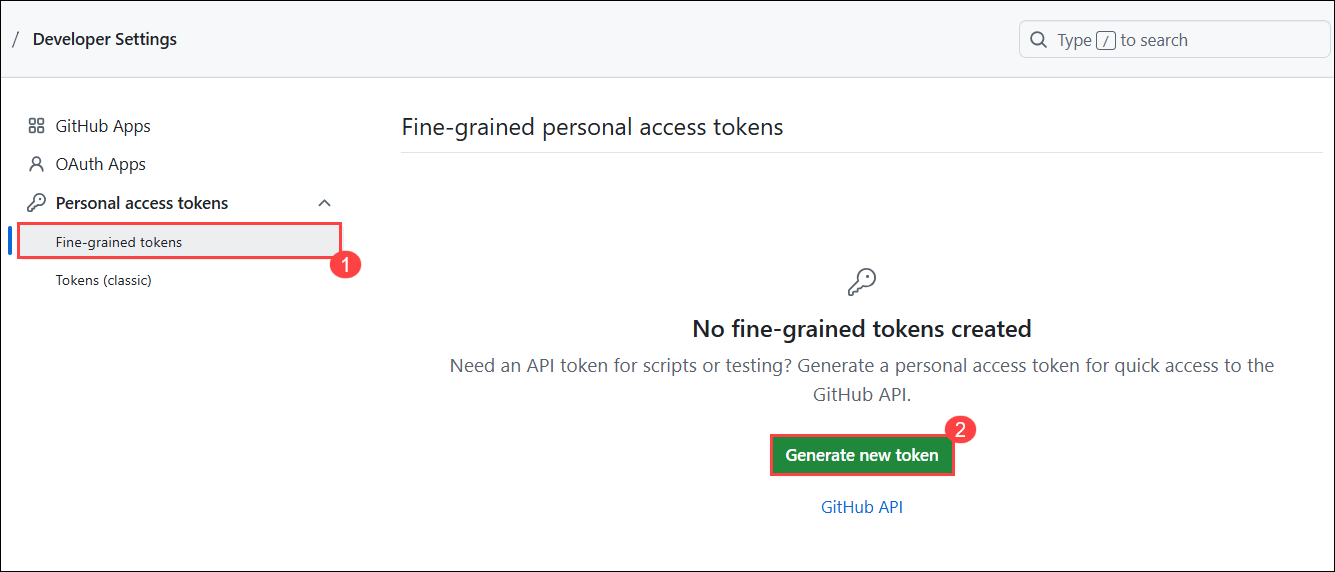 / Developer Settings
Type / to search
GitHub Apps
OAuth Apps
Personal access tokens
Fine-grained tokens
1
Tokens (classic)
Fine-grained personal access tokens
No fine-grained tokens created
Need an API token for scripts or testing? Generate a personal access token for quick access to the
GitHub API.
2
Generate new token
GitHub API